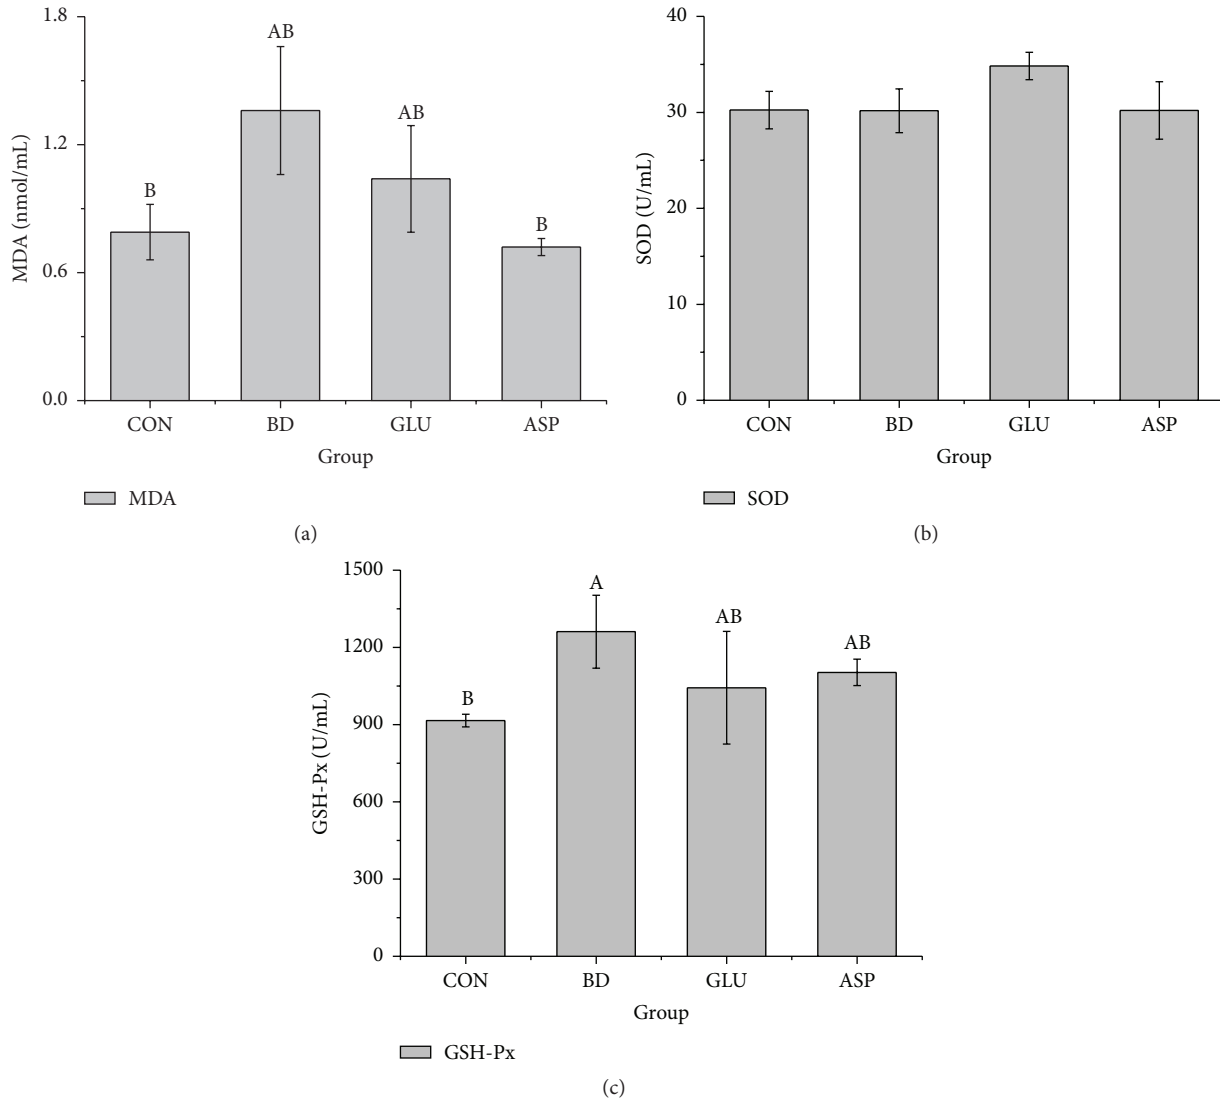 1.8
1.2
0.6
0.0
MDA (nmol/mL)
B
AB
AB
B
CON BD GLU ASP
Group
MDA
(a)
40
30
20
10
0
SOD (U/mL)
CON BD GLU ASP
Group
SOD
(b)
1500
1200
900
600
300
0
GSH-Px (U/mL)
B
A
AB
AB
CON BD GLU ASP
Group
GSH-Px
(c)